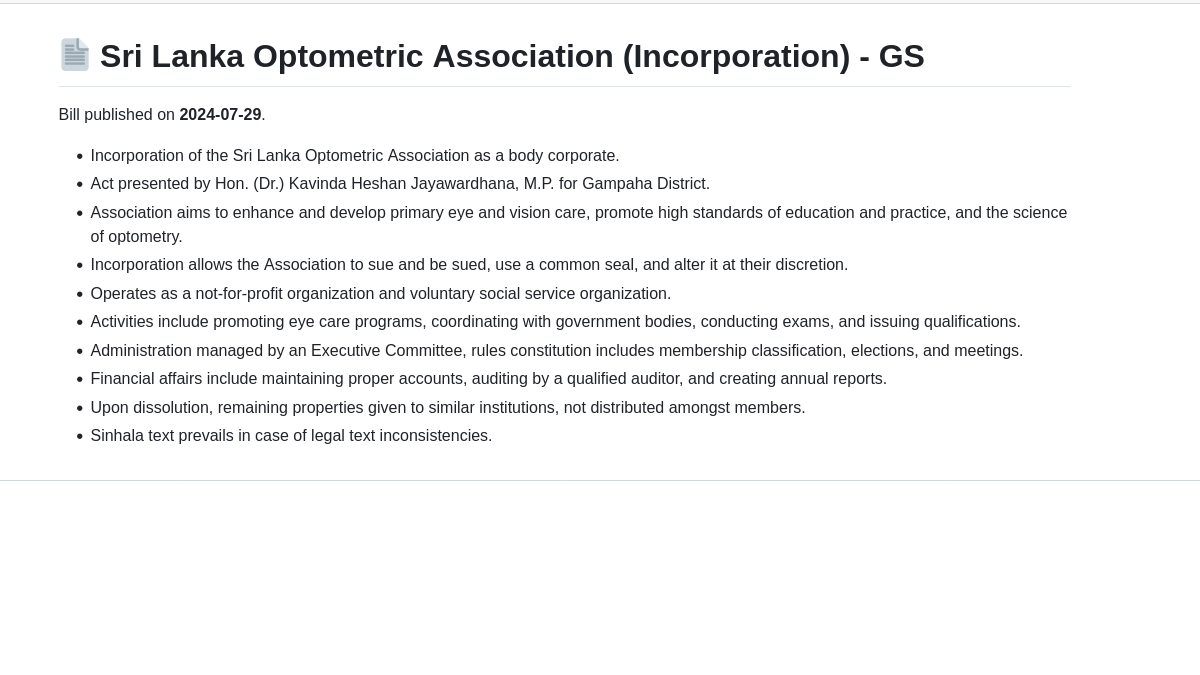 Sri Lanka Optometric Association (Incorporation) - GS
Bill published on 2024-07-29.
Incorporation of the Sri Lanka Optometric Association as a body corporate.
Act presented by Hon. (Dr.) Kavinda Heshan Jayawardhana, M.P. for Gampaha District.
Association aims to enhance and develop primary eye and vision care, promote high standards of education and practice, and the science
of optometry.
Incorporation allows the Association to sue and be sued, use a common seal, and alter it at their discretion.
Operates as a not-for-profit organization and voluntary social service organization.
Activities include promoting eye care programs, coordinating with government bodies, conducting exams, and issuing qualifications.
Administration managed by an Executive Committee, rules constitution includes membership classification, elections, and meetings.
Financial affairs include maintaining proper accounts, auditing by a qualified auditor, and creating annual reports.
Upon dissolution, remaining properties given to similar institutions, not distributed amongst members.
Sinhala text prevails in case of legal text inconsistencies.